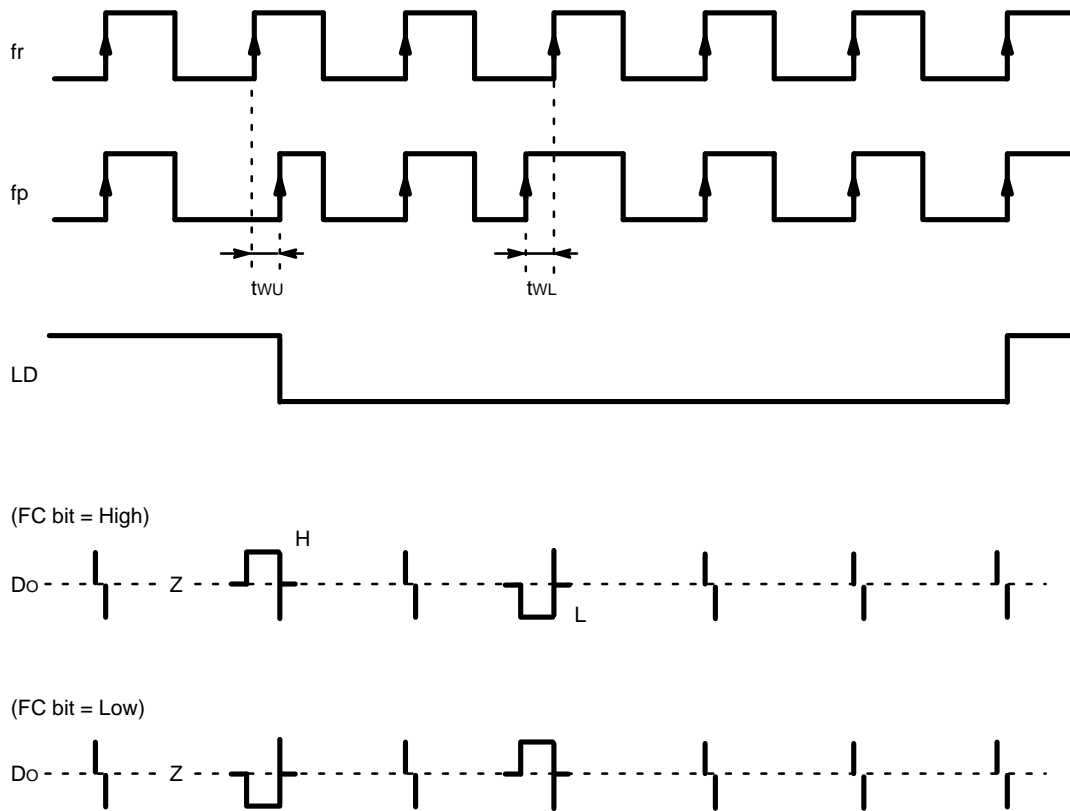 fr
fp
tWU
tWL
LD
(FC bit = High)
H
DO
Z
L
(FC bit = Low)
DO
Z